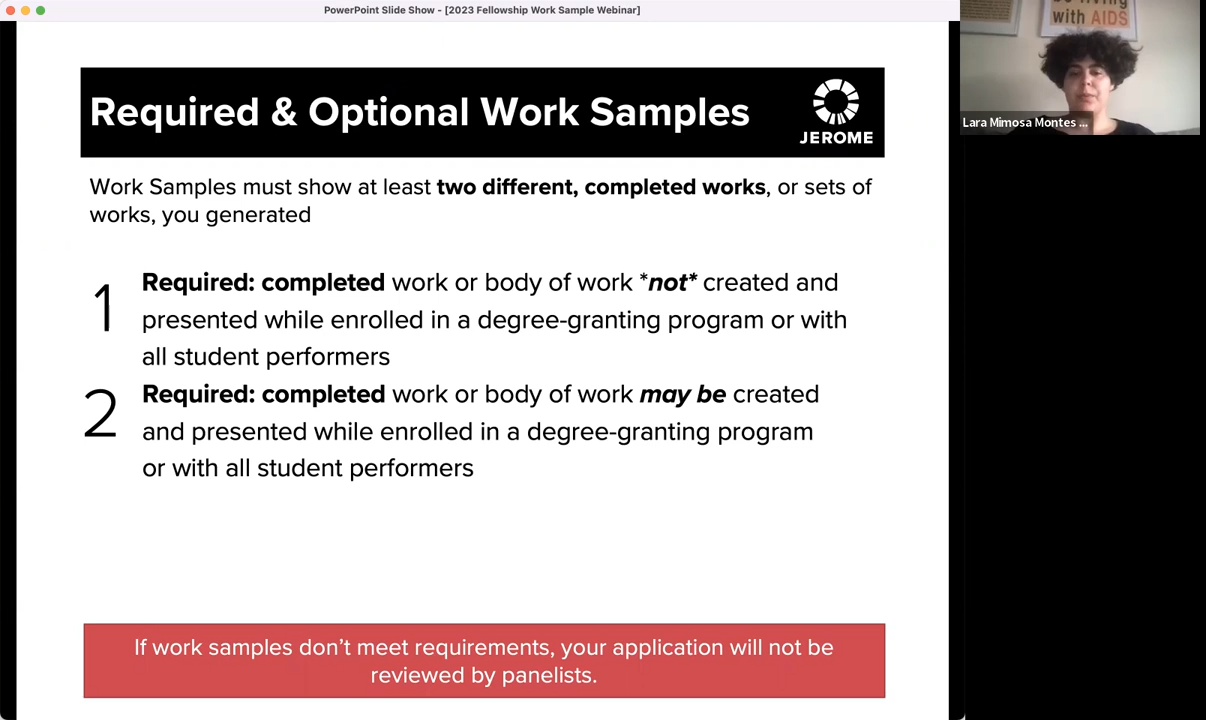 PowerPoint Slide Show - [2023 Fellowship Work Sample Webinar]
Required & Optional Work Samples
JEROME
Work Samples must show at least two different, completed works, or sets of
works, you generated
1
Required: completed work or body of work *not* created and
presented while enrolled in a degree-granting program or with
all student performers
2
Required: completed work or body of work may be created
and presented while enrolled in a degree-granting program
or with all student performers
If work samples don’t meet requirements, your application will not be
reviewed by panelists.
with AIDS
Lara Mimosa Montes ...